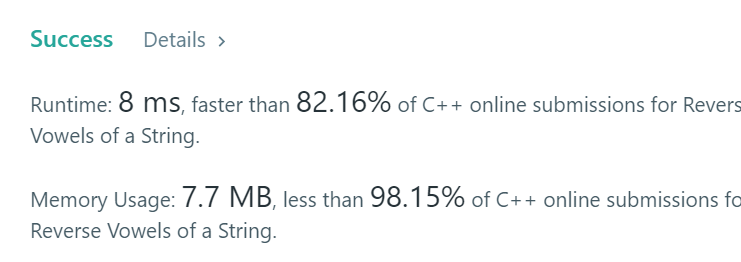 Success Details >
Runtime: 8 ms, faster than 82.16% of C++ online submissions for Revers
Vowels of a String.
Memory Usage: 7.7 MB, less than 98.15% of C++ online submissions fo
Reverse Vowels of a String.